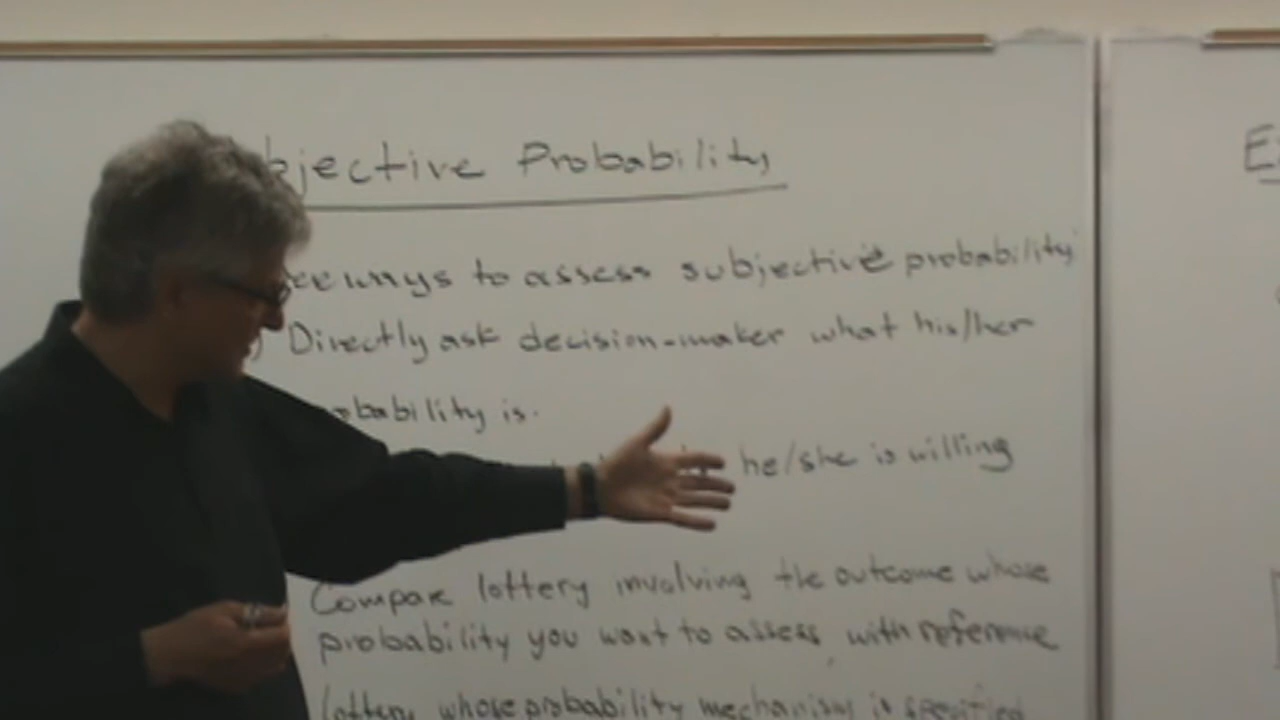 bjective Probability
ee ways to assess subjective probability
) Directly ask decision-maker what his/her
obability is.
he/she is willing
Compare lottery involving the outcome whose
probability you want to assess, with reference
lottery whose probability mechanism is specified
E